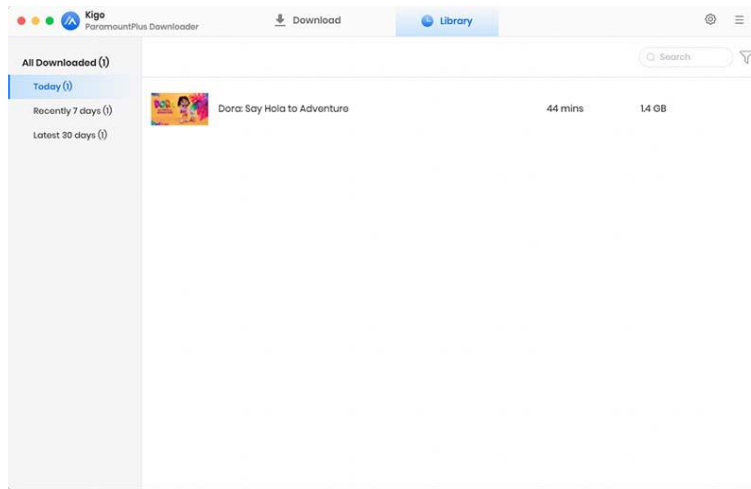 Kigo
ParamountPlus Downloader
Download
Library
All Downloaded (1)
Search
Today (1)
Recently 7 days (1)
Latest 30 days (1)
DORA
Dora: Say Hola to Adventure
44 mins
1.4 GB